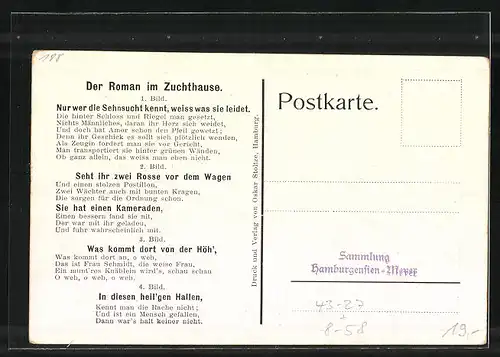 188
Der Roman im Zuchthause.
1. Bild.
Nur wer die Sehnsucht kennt, weiss was sie leidet.
Die hinter Schloss und Riegel man gesetzt,
Nichts Männliches, daran ihr Herz sich weidet,
Und doch hat Amor schon den Pfeil gewetzt;
Denn ihr Geschick es sollt sich plötzlich wenden,
Als Zeugin fordert man sie vor Gericht,
Man transportiert sie hinter grünen Wänden,
Ob ganz allein, das weiss man eben nicht.
2. Bild.
Seht ihr zwei Rosse vor dem Wagen
Und einen stolzen Postillon,
Zwei Wächter auch mit bunten Kragen,
Die sorgen für die Ordnung schon.
Sie hat einen Kameraden,
Einen bessern fand sie nit,
Der war mit ihr geladen,
Und fuhr wahrscheinlich mit.
3. Bild.
Was kommt dort von der Höh',
Was kommt dort an, o weh,
Das ist Frau Schmidt, die weise Frau.
Ein munt'res Knäblein wird's, schau schau
O weh, o weh, o weh.
4. Bild.
In diesen heil'gen Hallen,
Kennt man die Rache nicht;
Und ist ein Mensch gefallen,
Dann war's halt keiner nicht.
Druck und Verlag von Oskar Stoltze, Hamburg.
Postkarte.
Sammlung
Hamburgensien-Meyer
43-27
8-58
19.-